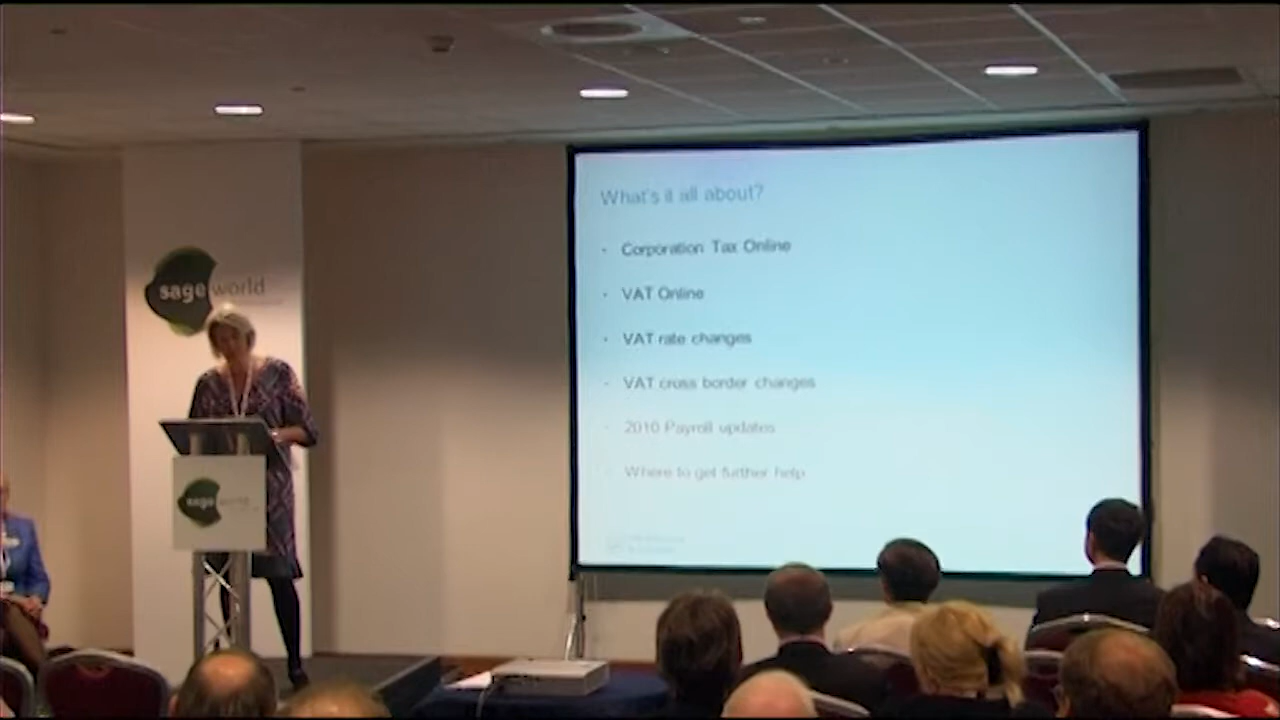 What's it all about?
· Corporation Tax Online
· VAT Online
· VAT rate changes
· VAT cross border changes
· 2010 Payroll updates
· Where to get further help
sage world
sage world